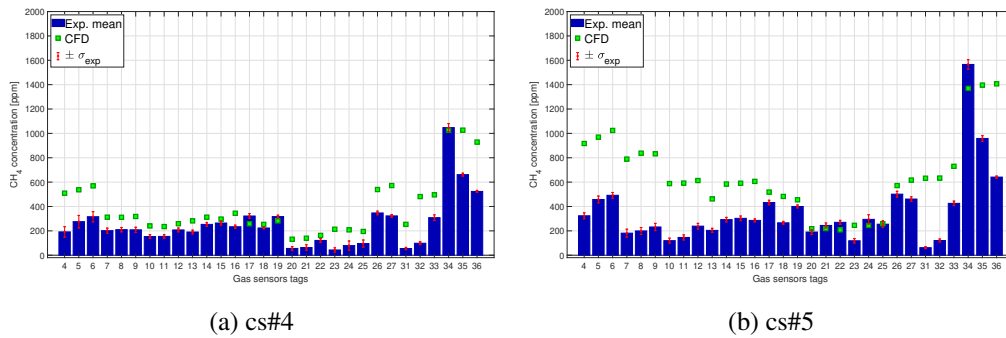 2000
1800
1600
1400
1200
1000
800
600
400
200
0
CH4 concentration [ppm]
Exp. mean
CFD
± σexp
4 5 6 7 8 9 10 11 12 13 14 15 16 17 18 19 20 21 22 23 24 25 26 27 31 32 33 34 35 36
Gas sensors tags
(a) cs#4
2000
1800
1600
1400
1200
1000
800
600
400
200
0
CH4 concentration [ppm]
Exp. mean
CFD
± σexp
4 5 6 7 8 9 10 11 12 13 14 15 16 17 18 19 20 21 22 23 24 25 26 27 31 32 33 34 35 36
Gas sensors tags
(b) cs#5